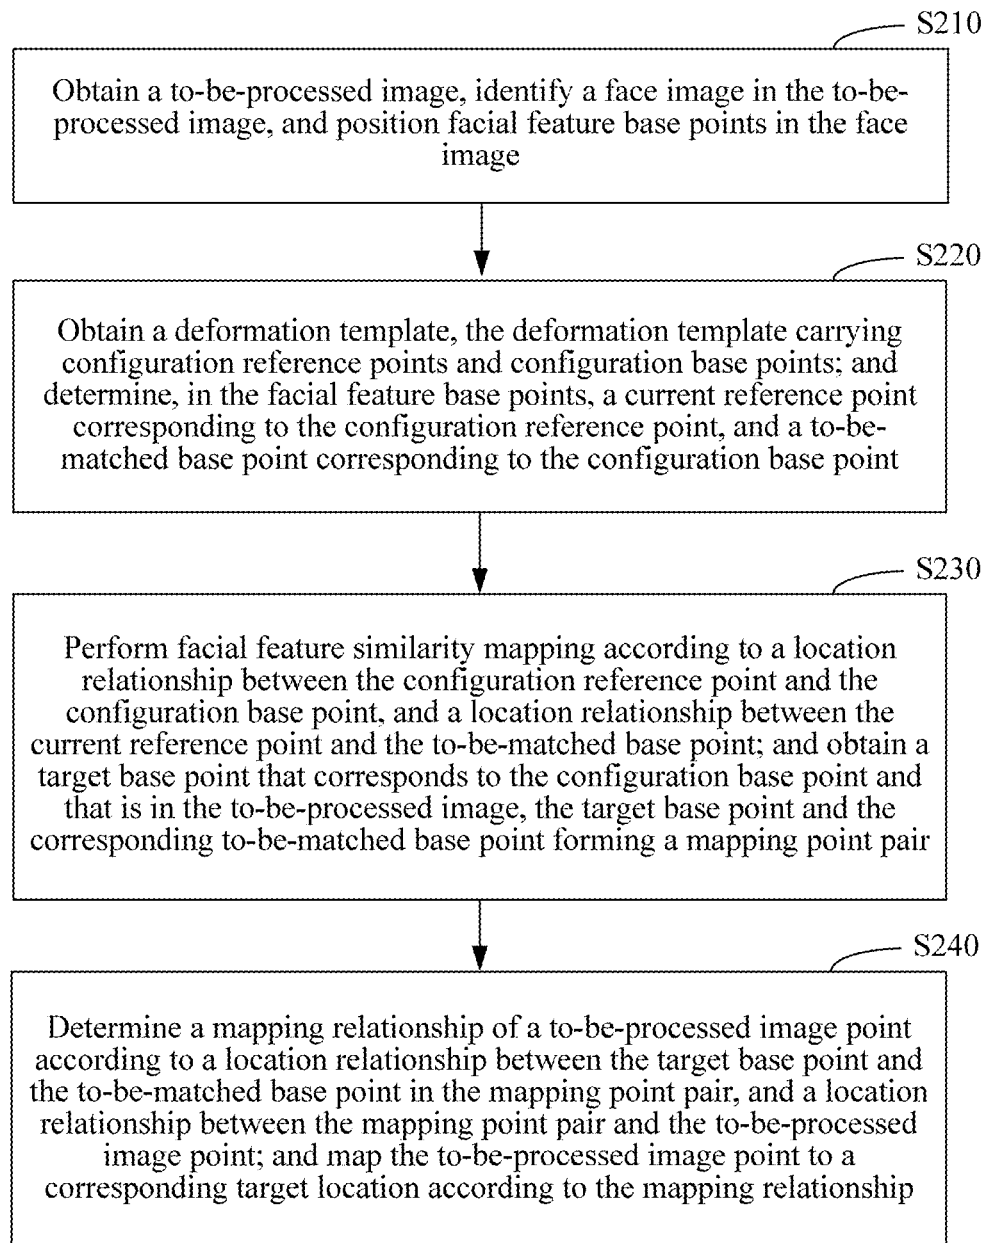 S210
Obtain a to-be-processed image, identify a face image in the to-be-
processed image, and position facial feature base points in the face
image
S220
Obtain a deformation template, the deformation template carrying
configuration reference points and configuration base points; and
determine, in the facial feature base points, a current reference point
corresponding to the configuration reference point, and a to-be-
matched base point corresponding to the configuration base point
S230
Perform facial feature similarity mapping according to a location
relationship between the configuration reference point and the
configuration base point, and a location relationship between the
current reference point and the to-be-matched base point; and obtain a
target base point that corresponds to the configuration base point and
that is in the to-be-processed image, the target base point and the
corresponding to-be-matched base point forming a mapping point pair
S240
Determine a mapping relationship of a to-be-processed image point
according to a location relationship between the target base point and
the to-be-matched base point in the mapping point pair, and a location
relationship between the mapping point pair and the to-be-processed
image point; and map the to-be-processed image point to a
corresponding target location according to the mapping relationship